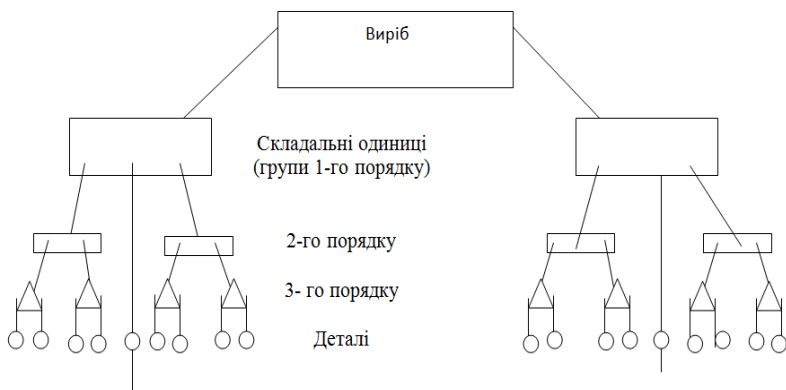 Виріб
Складальні одиниці
(групи 1-го порядку)
2-го порядку
3- го порядку
Деталі